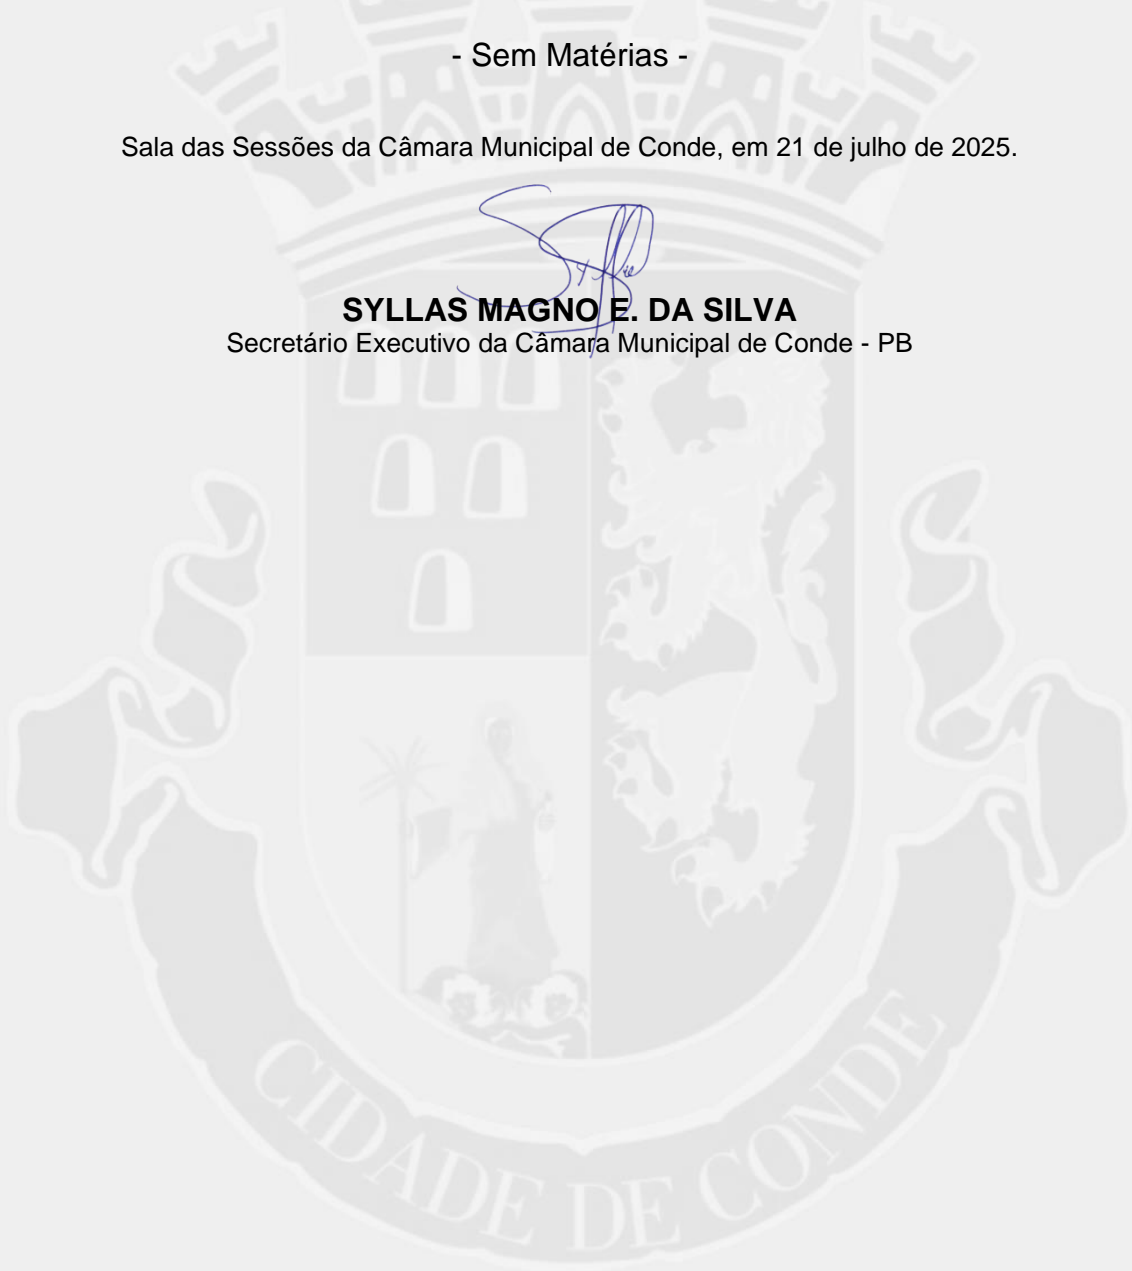 - Sem Matérias -
Sala das Sessões da Câmara Municipal de Conde, em 21 de julho de 2025.
SYLLAS MAGNO E. DA SILVA
Secretário Executivo da Câmara Municipal de Conde - PB
CIDADE DE CONDE